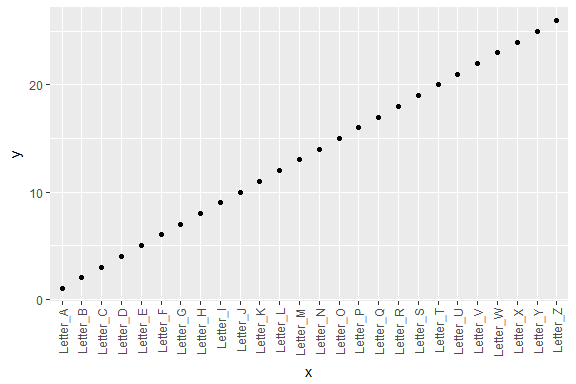 y
20
10
0
Letter_A
Letter_B
Letter_C
Letter_D
Letter_E
Letter_F
Letter_G
Letter_H
Letter_I
Letter_J
Letter_K
Letter_L
Letter_M
Letter_N
Letter_O
Letter_P
Letter_Q
Letter_R
Letter_S
Letter_T
Letter_U
Letter_V
Letter_W
Letter_X
Letter_Y
Letter_Z
x